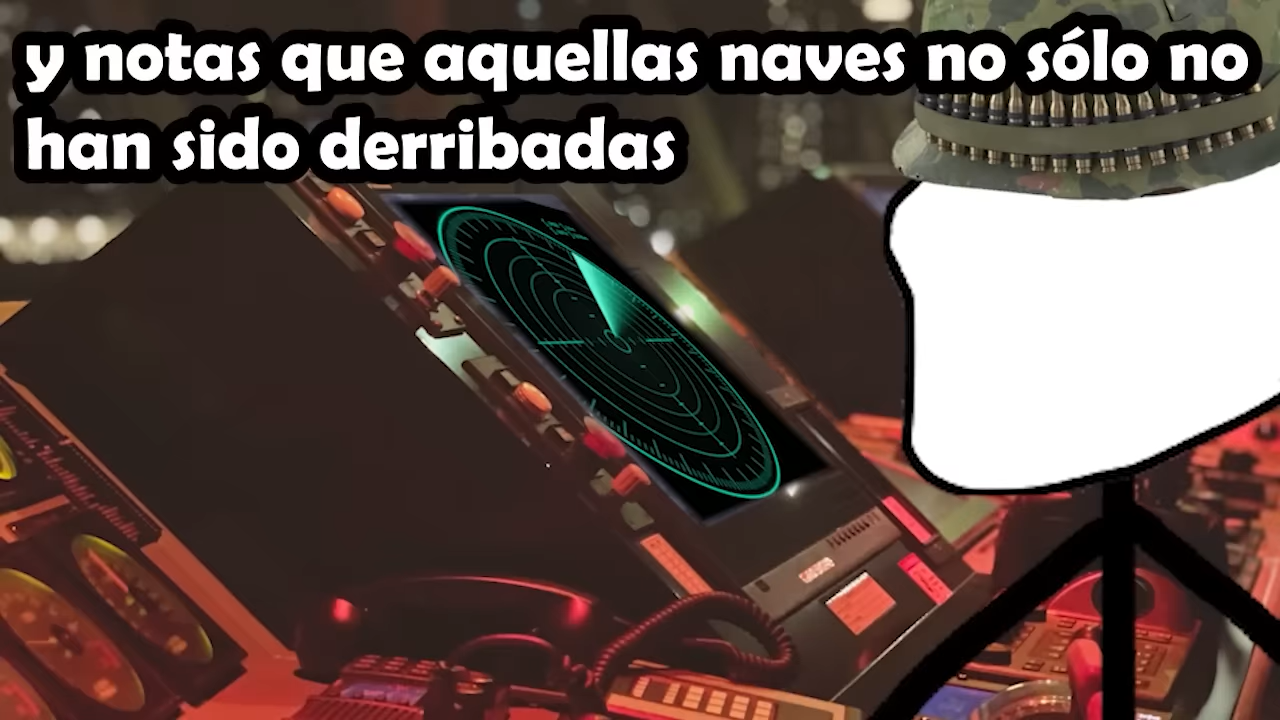 y notas que aquellas naves no sólo no
han sido derribadas